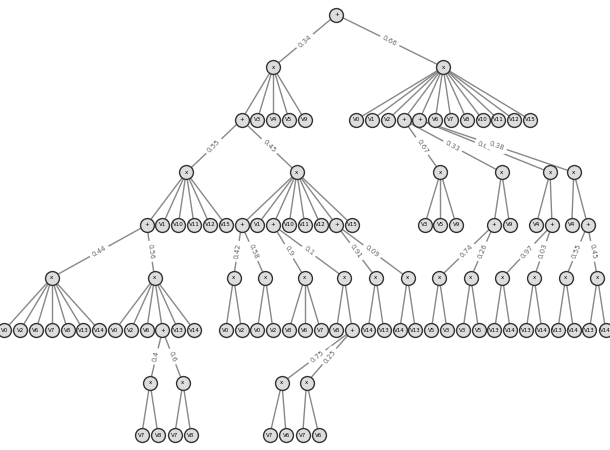 +
0.34 0.66
x x
+ V3 V4 V5 V9 V0 V1 V2 + + V6 V7 V8 V10 V11 V12 V15
0.55 0.45 0.67 0.33 0.38
x x x x x x
+ V1 V10 V11 V12 V15 + V1 + V10 V11 V12 + V15 V3 V5 V9 + V9 V4 + V4 +
0.44 0.56 0.42 0.58 0.9 0.1 0.91 0.09 0.74 0.26 0.97 0.03 0.55 0.45
x x x x x x x x x x x x x x
V0 V2 V6 V7 V8 V13 V14 V0 V2 V6 + V13 V14 V0 V2 V0 V2 V8 V6 V7 V8 + V14 V13 V14 V13 V5 V3 V3 V5 V13 V14 V13 V14 V13 V14 V13 V14
0.4 0.6 0.75 0.25
x x x x
V7 V8 V7 V8 V7 V6 V7 V6